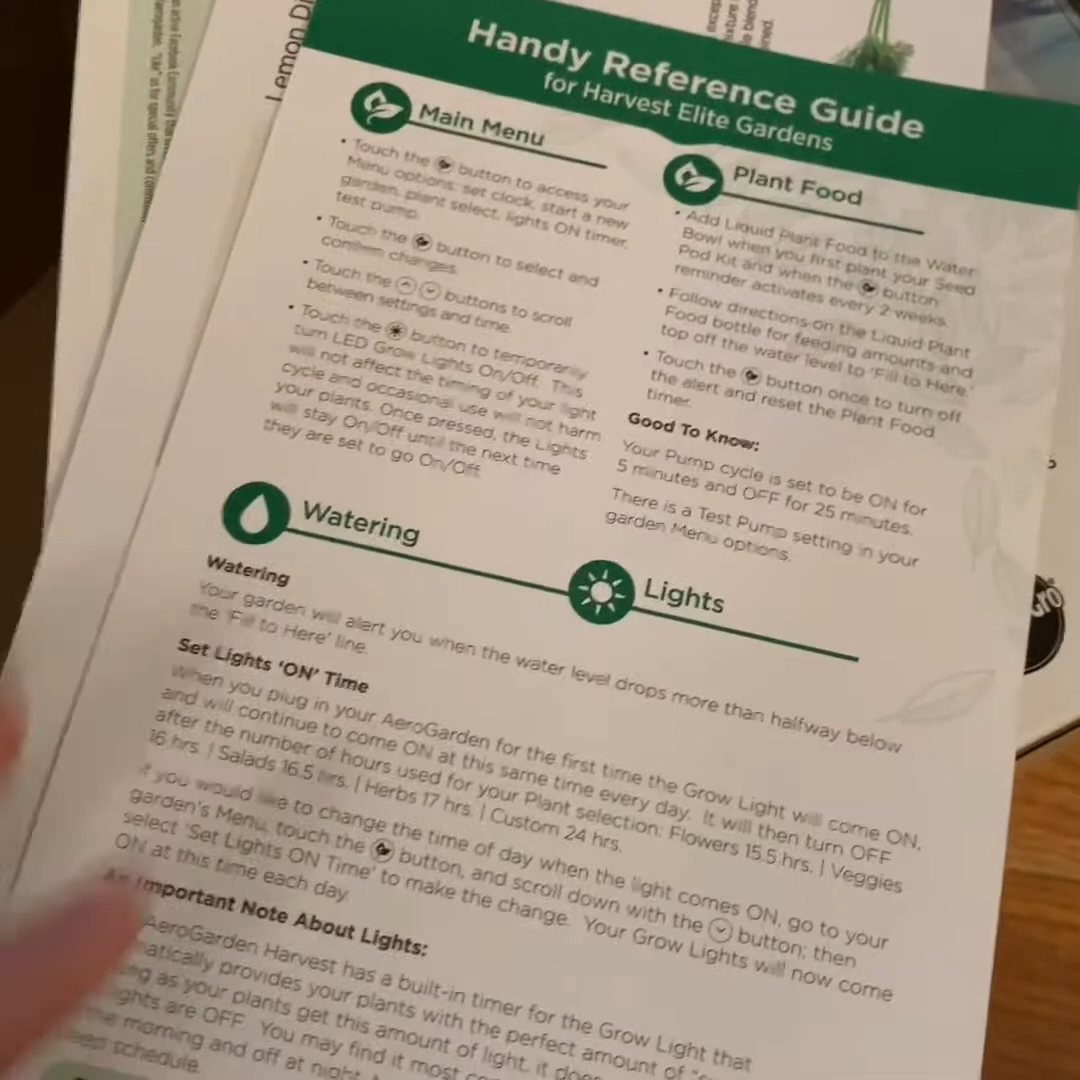 Lemon
Handy Reference Guide
for Harvest Elite Gardens
Main Menu
• Touch the button to access your
Menu options: set clock, start a new
garden, plant select, lights ON timer,
test pump.
• Touch the button to select and
confirm changes.
• Touch the buttons to scroll
between settings and time.
• Touch the button to temporarily
turn LED Grow Lights On/Off. This
will not affect the timing of your light
cycle and occasional use will not harm
your plants. Once pressed, the Lights
will stay On/Off until the next time
they are set to go On/Off.
Plant Food
• Add Liquid Plant Food to the Water
Bowl when you first plant your Seed
Pod Kit and when the button
reminder activates every 2 weeks.
• Follow directions on the Liquid Plant
Food bottle for feeding amounts and
top off the water level to 'Fill to Here.'
• Touch the button once to turn off
the alert and reset the Plant Food
timer.
Good To Know:
Your Pump cycle is set to be ON for
5 minutes and OFF for 25 minutes.
There is a Test Pump setting in your
garden Menu options.
Watering
Lights
Watering
Your garden will alert you when the water level drops more than halfway below
the 'Fill to Here' line.
Set Lights 'ON' Time
When you plug in your AeroGarden for the first time the Grow Light will come ON,
and will continue to come ON at this same time every day. It will then turn OFF
after the number of hours used for your Plant selection: Flowers 15.5 hrs. | Veggies
16 hrs. | Salads 16.5 hrs. | Herbs 17 hrs. | Custom 24 hrs.
If you would like to change the time of day when the light comes ON, go to your
garden's Menu, touch the button, and scroll down with the button; then
select 'Set Lights ON Time' to make the change. Your Grow Lights will now come
ON at this time each day.
An Important Note About Lights:
AeroGarden Harvest has a built-in timer for the Grow Light that
matically provides your plants with the perfect amount of
ng as your plants get this amount of light, it
ghts are OFF. You may find it most
the morning and off at night
schedule.